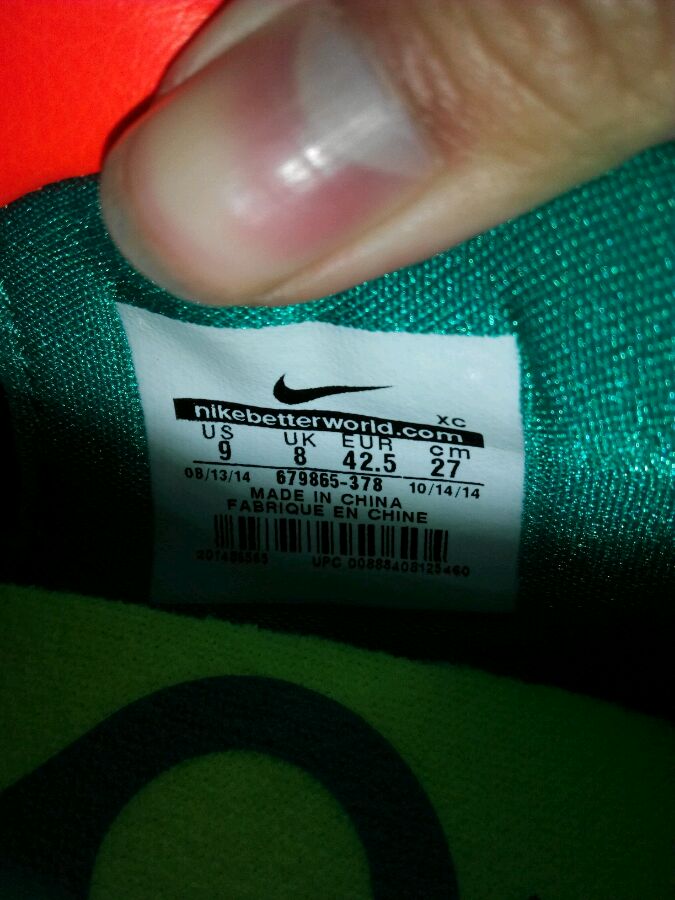 XC
nikebetterworld.com
US UK EUR cm
9 8 42.5 27
08/13/14 679865-378 10/14/14
MADE IN CHINA
FABRIQUE EN CHINE
UPC 00888408125460